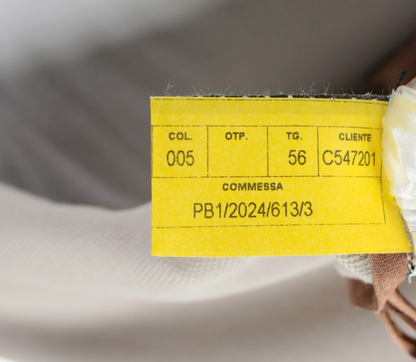 COL. OTP. TG. CLIENTE
005 56 C547201
COMMESSA
PB1/2024/613/3